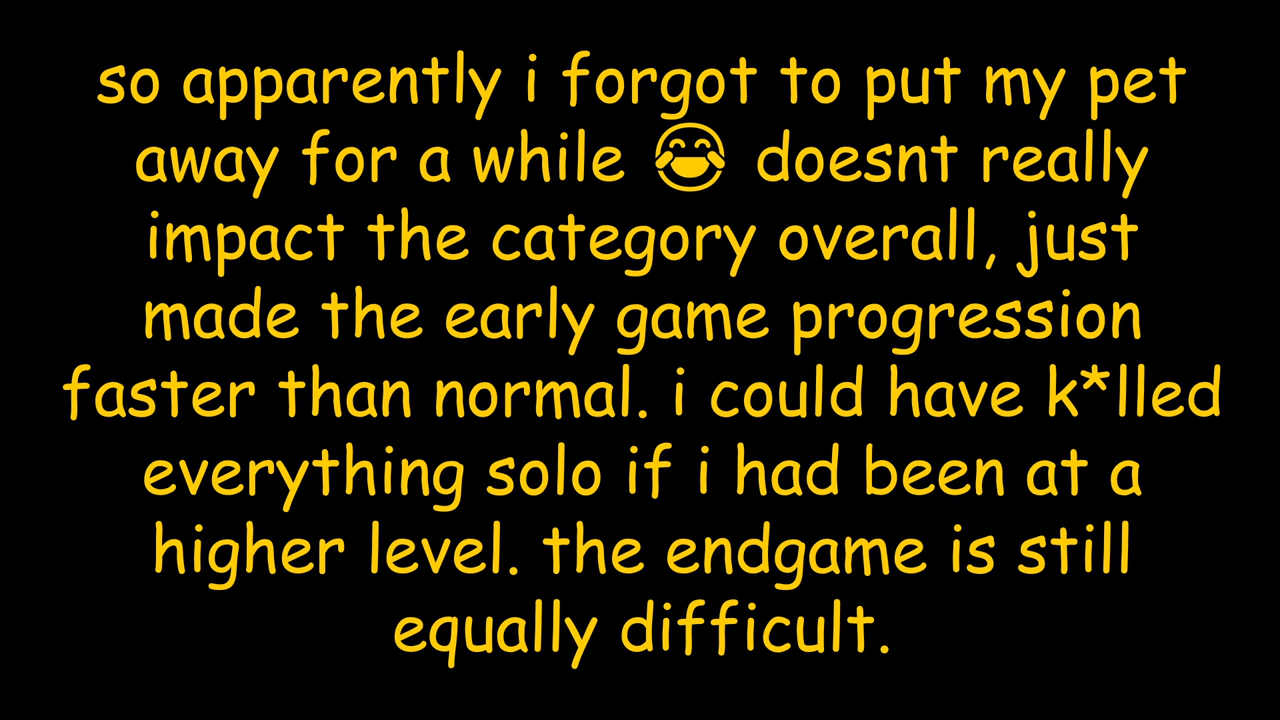 so apparently i forgot to put my pet
away for a while 😂 doesnt really
impact the category overall, just
made the early game progression
faster than normal. i could have k*lled
everything solo if i had been at a
higher level. the endgame is still
equally difficult.